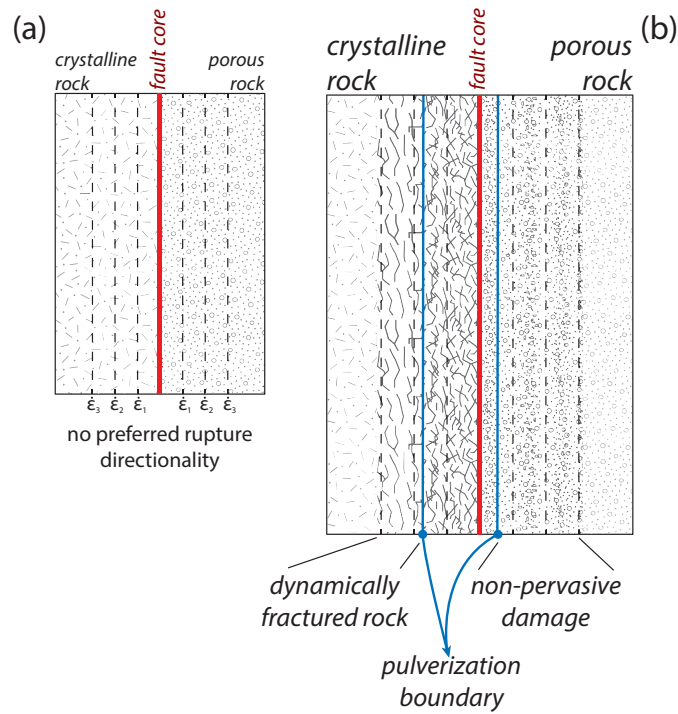 (a)
crystalline
rock
fault core
porous
rock
ε̇₃ ε̇₂ ε̇₁ ε̇₁ ε̇₂ ε̇₃
no preferred rupture
directionality
(b)
crystalline
rock
fault core
porous
rock
dynamically
fractured rock
non-pervasive
damage
pulverization
boundary